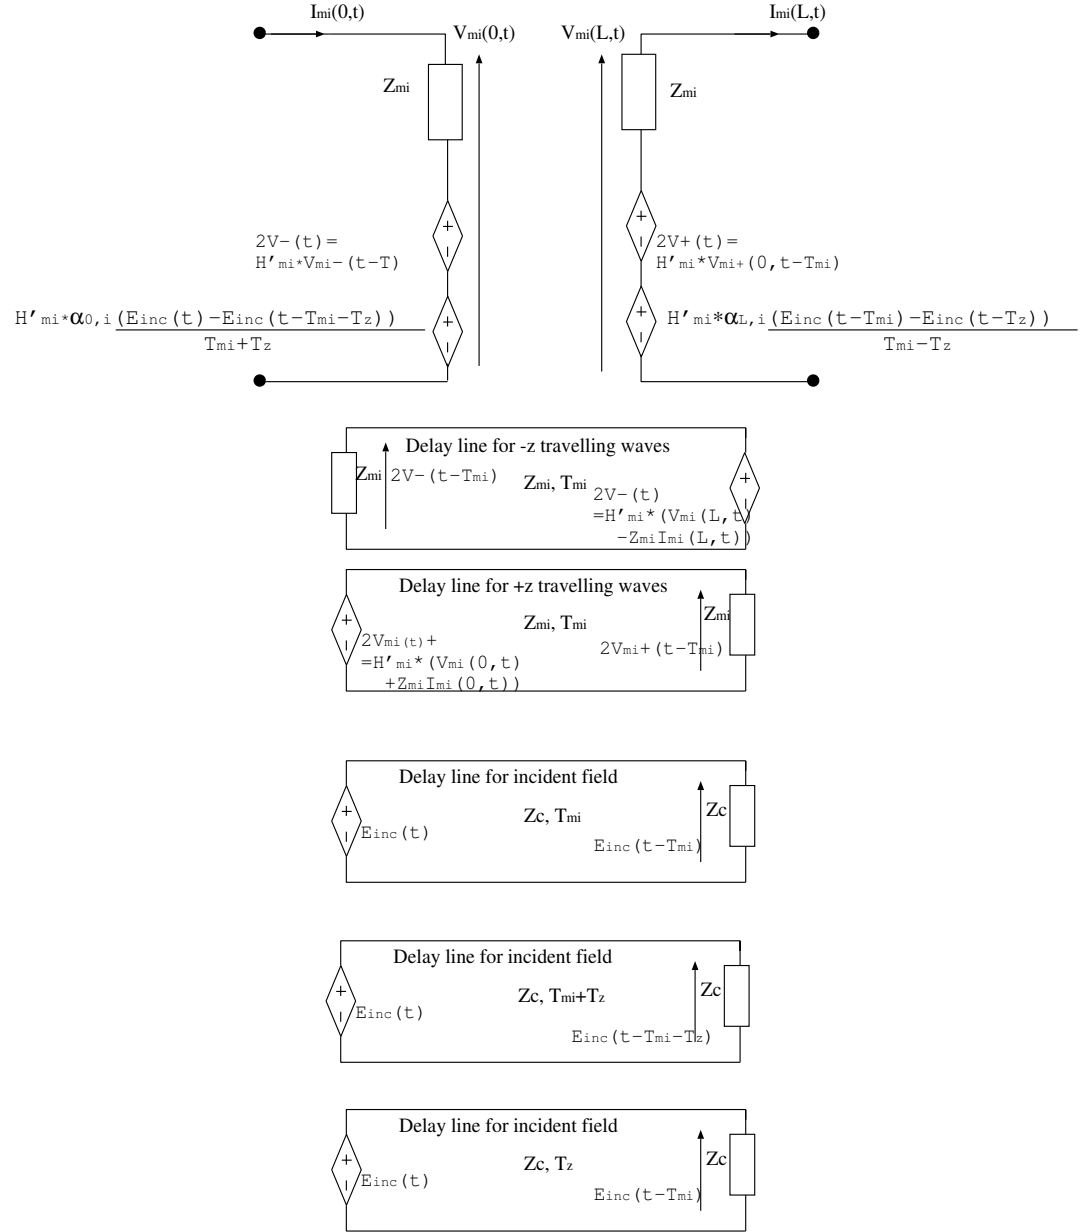 Imi(0,t)
Vmi(0,t)
Vmi(L,t)
Imi(L,t)
Zmi
Zmi
2V-(t)=
H'mi*Vmi-(t-T)
2V+(t)=
H'mi*Vmi+(0,t-Tmi)
H'mi*α0,i(Einc(t)-Einc(t-Tmi-Tz))
Tmi+Tz
H'mi*αL,i(Einc(t-Tmi)-Einc(t-Tz))
Tmi-Tz
Delay line for -z travelling waves
Zmi
2V-(t-Tmi)
Zmi, Tmi
2V-(t)
=H'mi*(Vmi(L,t)
-ZmiImi(L,t))
Delay line for +z travelling waves
Zmi, Tmi
Zmi
2Vmi(t)+
=H'mi*(Vmi(0,t)
+ZmiImi(0,t))
2Vmi+(t-Tmi)
Delay line for incident field
Zc, Tmi
Zc
Einc(t)
Einc(t-Tmi)
Delay line for incident field
Zc, Tmi+Tz
Zc
Einc(t)
Einc(t-Tmi-Tz)
Delay line for incident field
Zc, Tz
Zc
Einc(t)
Einc(t-Tmi)